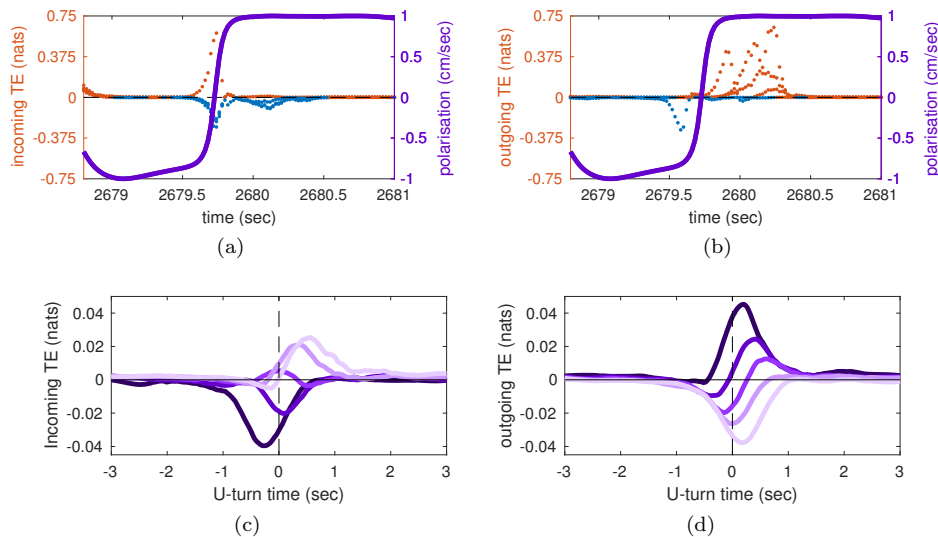 0.75
0.375
0
-0.375
-0.75
incoming TE (nats)
1
0.5
0
-0.5
-1
polarisation (cm/sec)
2679 2679.5 2680 2680.5 2681
time (sec)
(a)
0.75
0.375
0
-0.375
-0.75
outgoing TE (nats)
1
0.5
0
-0.5
-1
polarisation (cm/sec)
2679 2679.5 2680 2680.5 2681
time (sec)
(b)
0.04
0.02
0
-0.02
-0.04
Incoming TE (nats)
-3 -2 -1 0 1 2 3
U-turn time (sec)
(c)
0.04
0.02
0
-0.02
-0.04
outgoing TE (nats)
-3 -2 -1 0 1 2 3
U-turn time (sec)
(d)